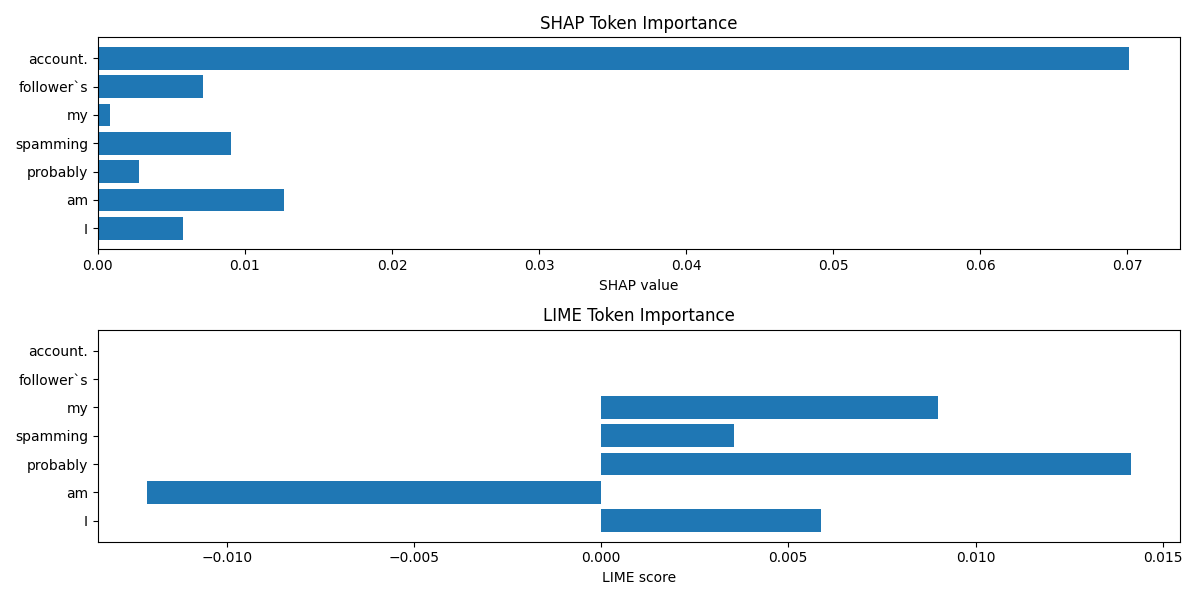 SHAP Token Importance
account.
follower`s
my
spamming
probably
am
I
0.00 0.01 0.02 0.03 0.04 0.05 0.06 0.07
SHAP value
LIME Token Importance
account.
follower`s
my
spamming
probably
am
I
−0.010 −0.005 0.000 0.005 0.010 0.015
LIME score